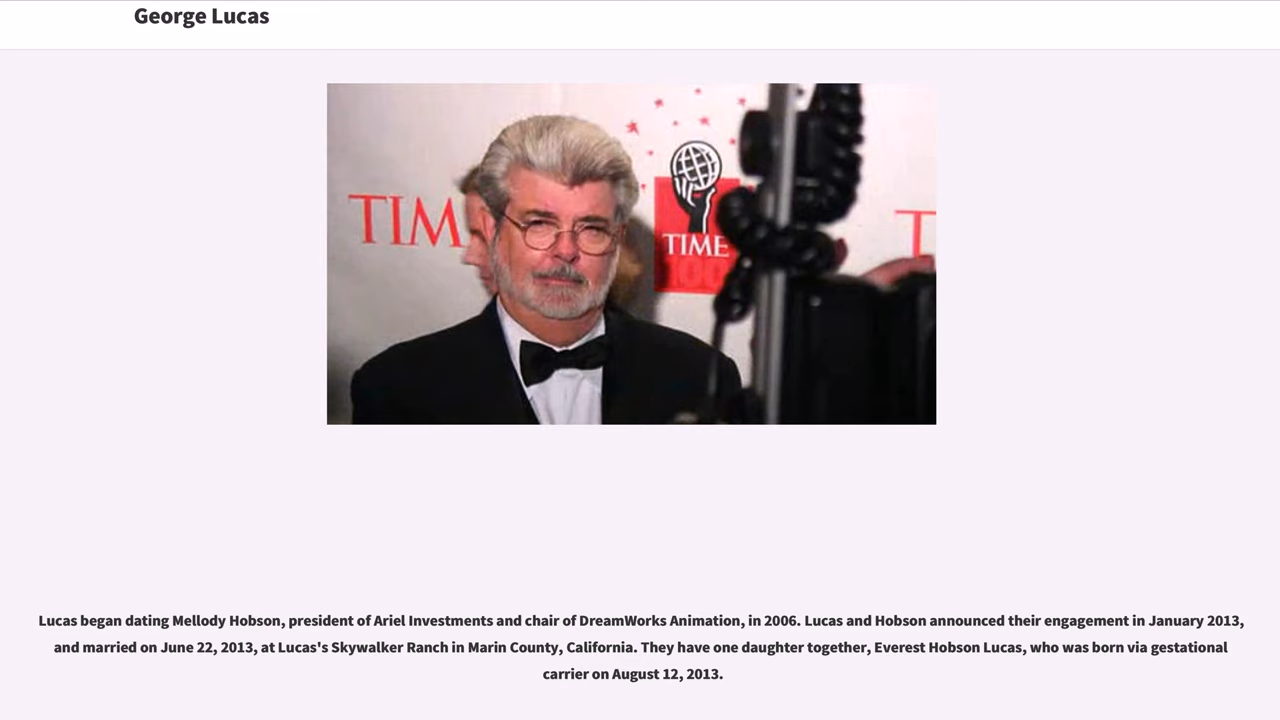 George Lucas
TIM
TIME
100
T
Lucas began dating Mellody Hobson, president of Ariel Investments and chair of DreamWorks Animation, in 2006. Lucas and Hobson announced their engagement in January 2013,
and married on June 22, 2013, at Lucas's Skywalker Ranch in Marin County, California. They have one daughter together, Everest Hobson Lucas, who was born via gestational
carrier on August 12, 2013.